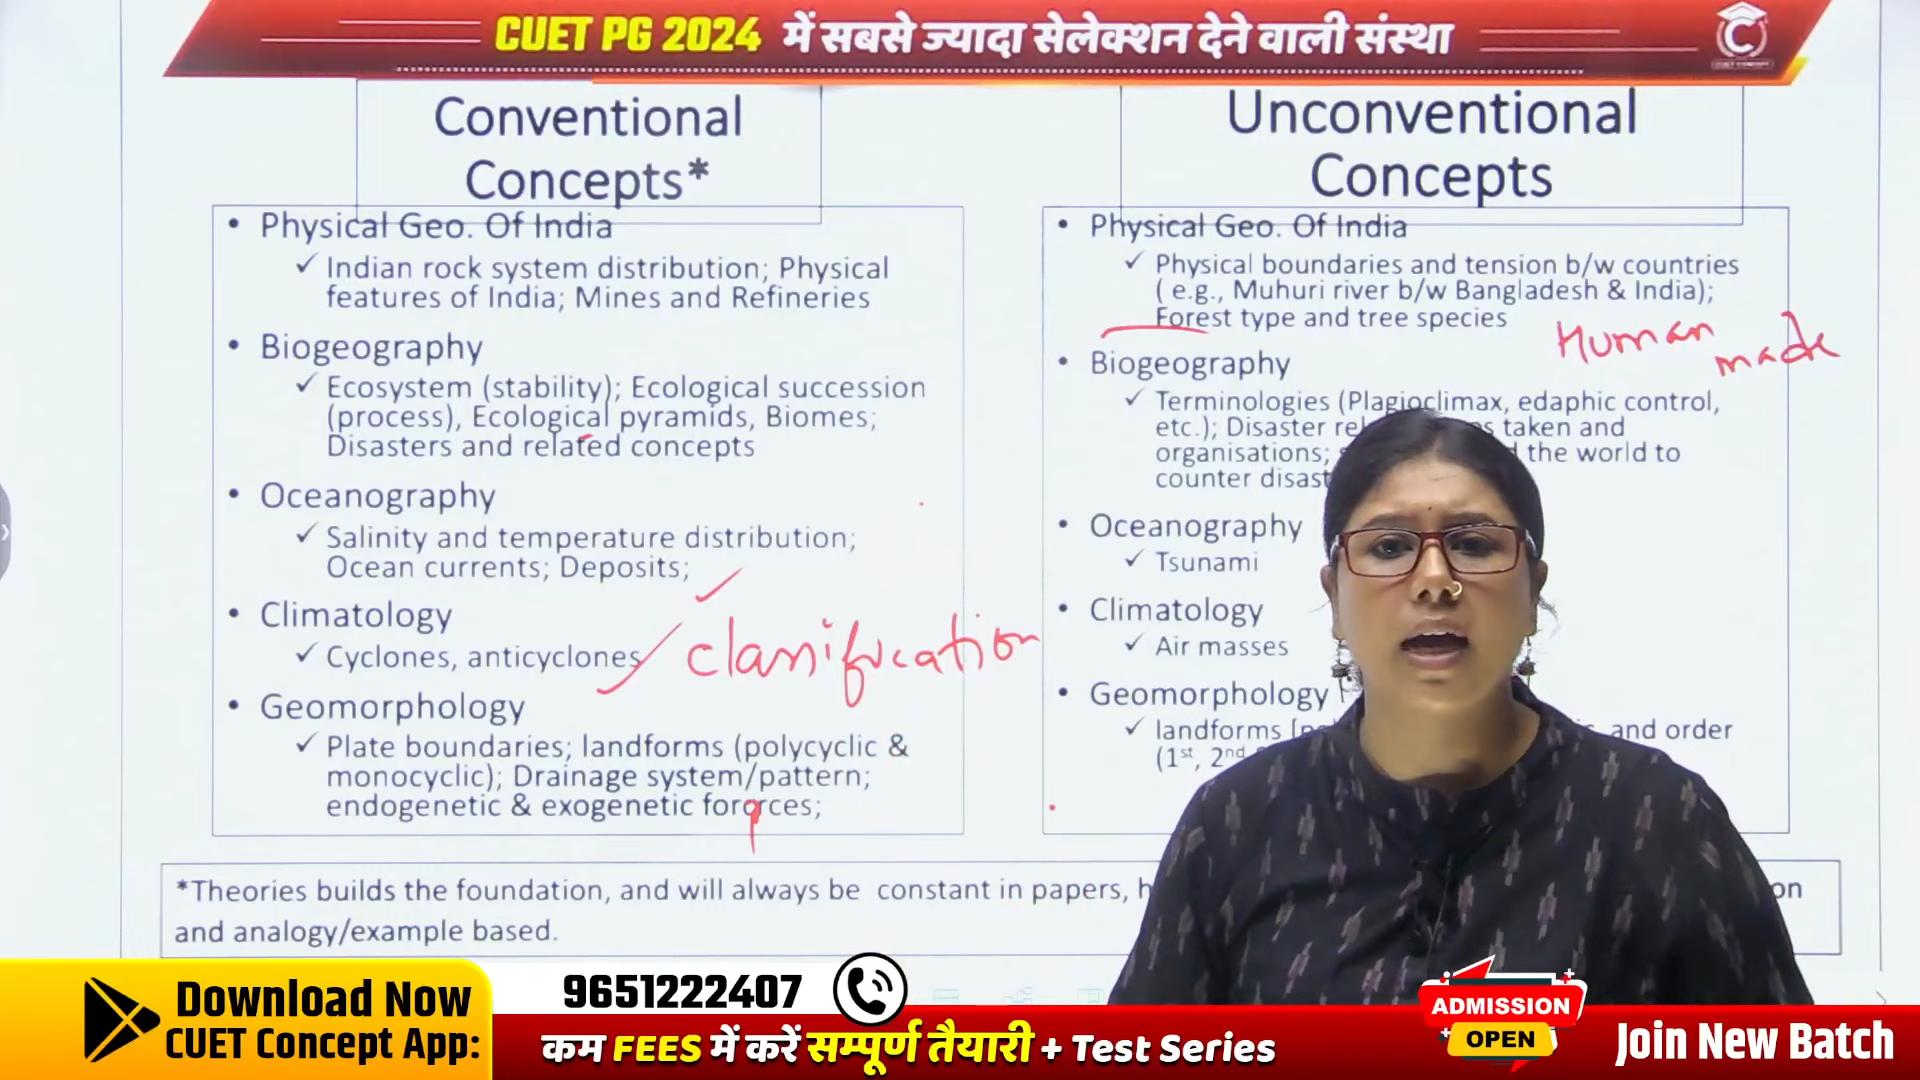 CUET PG 2024 में सबसे ज्यादा सेलेक्शन देने वाली संस्था
Conventional
Concepts*
• Physical Geo. Of India
✓ Indian rock system distribution; Physical
features of India; Mines and Refineries
• Biogeography
✓ Ecosystem (stability); Ecological succession
(process), Ecological pyramids, Biomes;
Disasters and related concepts
• Oceanography
✓ Salinity and temperature distribution;
Ocean currents; Deposits;
• Climatology
✓ Cyclones, anticyclones
classification
• Geomorphology
✓ Plate boundaries; landforms (polycyclic &
monocyclic); Drainage system/pattern;
endogenetic & exogenetic fororces;
Unconventional
Concepts
• Physical Geo. Of India
✓ Physical boundaries and tension b/w countries
( e.g., Muhuri river b/w Bangladesh & India);
Forest type and tree species
Human
made
• Biogeography
✓ Terminologies (Plagioclimax, edaphic control,
etc.); Disaster taken and
organisations; the world to
counter
• Oceanography
✓ Tsunami
• Climatology
✓ Air masses
• Geomorphology
✓ landforms and order
(1st, 2nd
*Theories builds the foundation, and will always be constant in papers,
and analogy/example based.
Download Now
CUET Concept App:
9651222407
कम FEES में करें सम्पूर्ण तैयारी + Test Series
ADMISSION
OPEN
Join New Batch